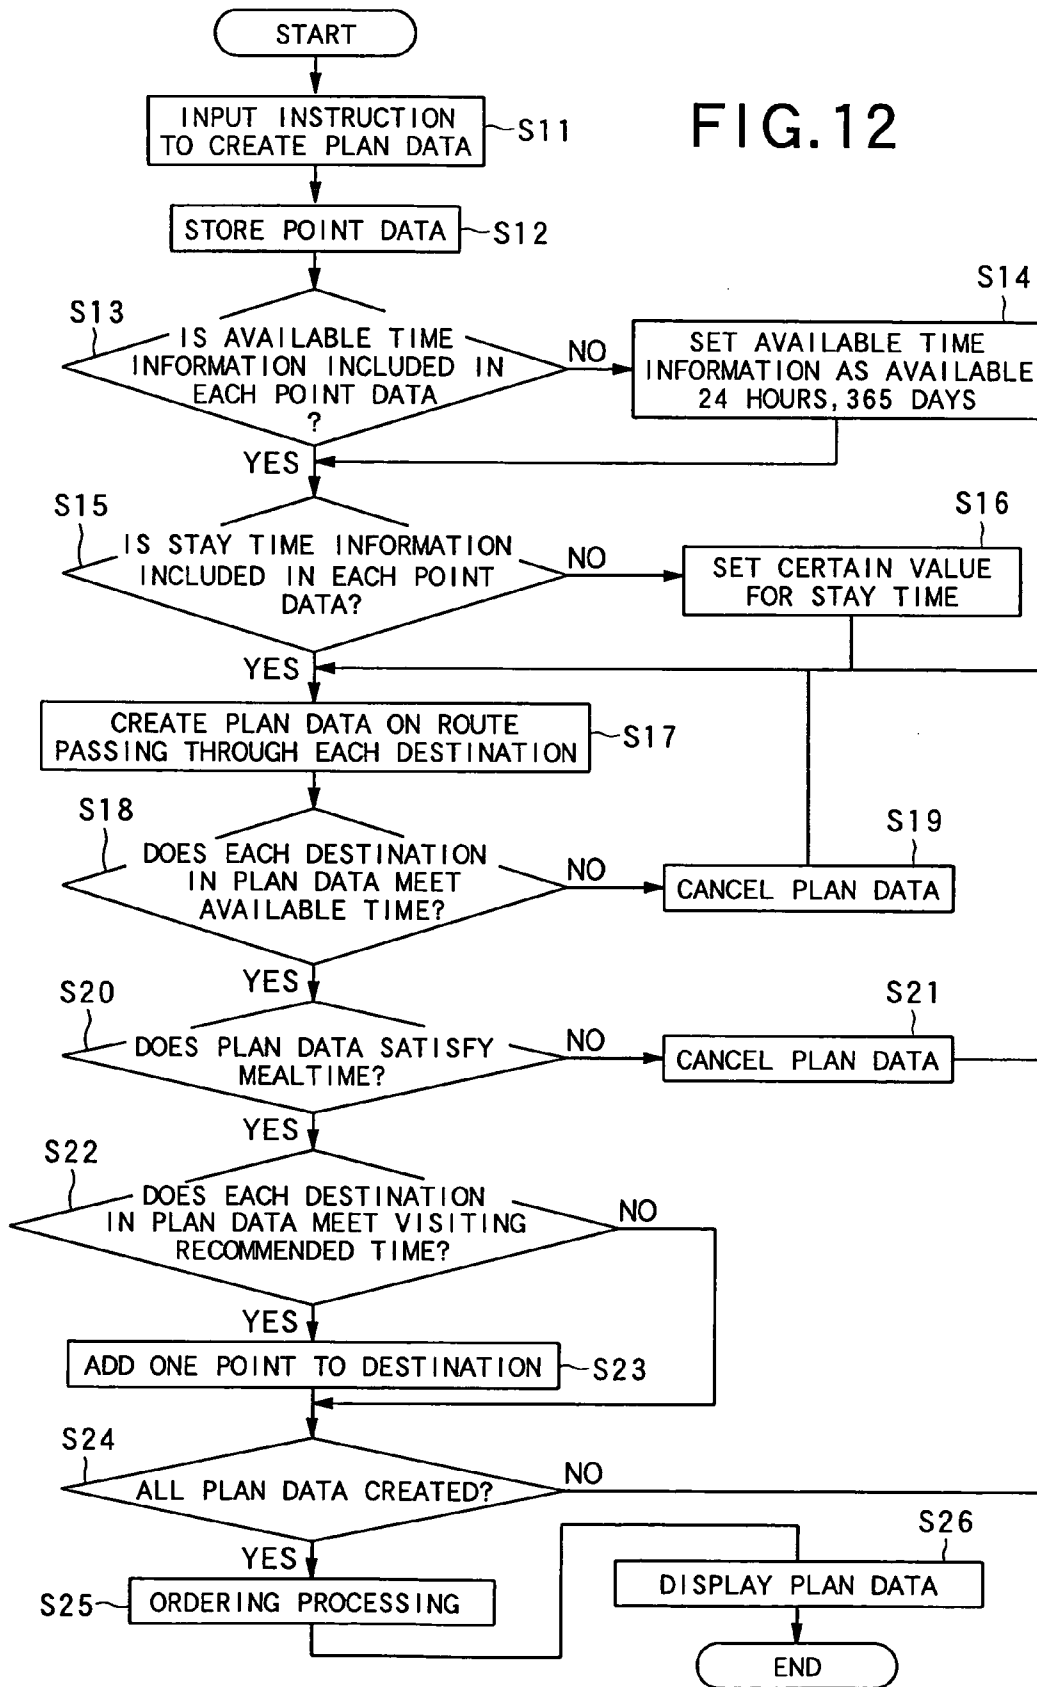 START
FIG.12
INPUT INSTRUCTION
TO CREATE PLAN DATA
S11
STORE POINT DATA
S12
S13
IS AVAILABLE TIME
INFORMATION INCLUDED IN
EACH POINT DATA
?
NO
S14
SET AVAILABLE TIME
INFORMATION AS AVAILABLE
24 HOURS, 365 DAYS
YES
S15
IS STAY TIME INFORMATION
INCLUDED IN EACH POINT
DATA?
NO
S16
SET CERTAIN VALUE
FOR STAY TIME
YES
CREATE PLAN DATA ON ROUTE
PASSING THROUGH EACH DESTINATION
S17
S18
DOES EACH DESTINATION
IN PLAN DATA MEET
AVAILABLE TIME?
NO
S19
CANCEL PLAN DATA
YES
S20
DOES PLAN DATA SATISFY
MEALTIME?
NO
S21
CANCEL PLAN DATA
YES
S22
DOES EACH DESTINATION
IN PLAN DATA MEET VISITING
RECOMMENDED TIME?
NO
YES
ADD ONE POINT TO DESTINATION
S23
S24
ALL PLAN DATA CREATED?
NO
YES
S25
ORDERING PROCESSING
S26
DISPLAY PLAN DATA
END